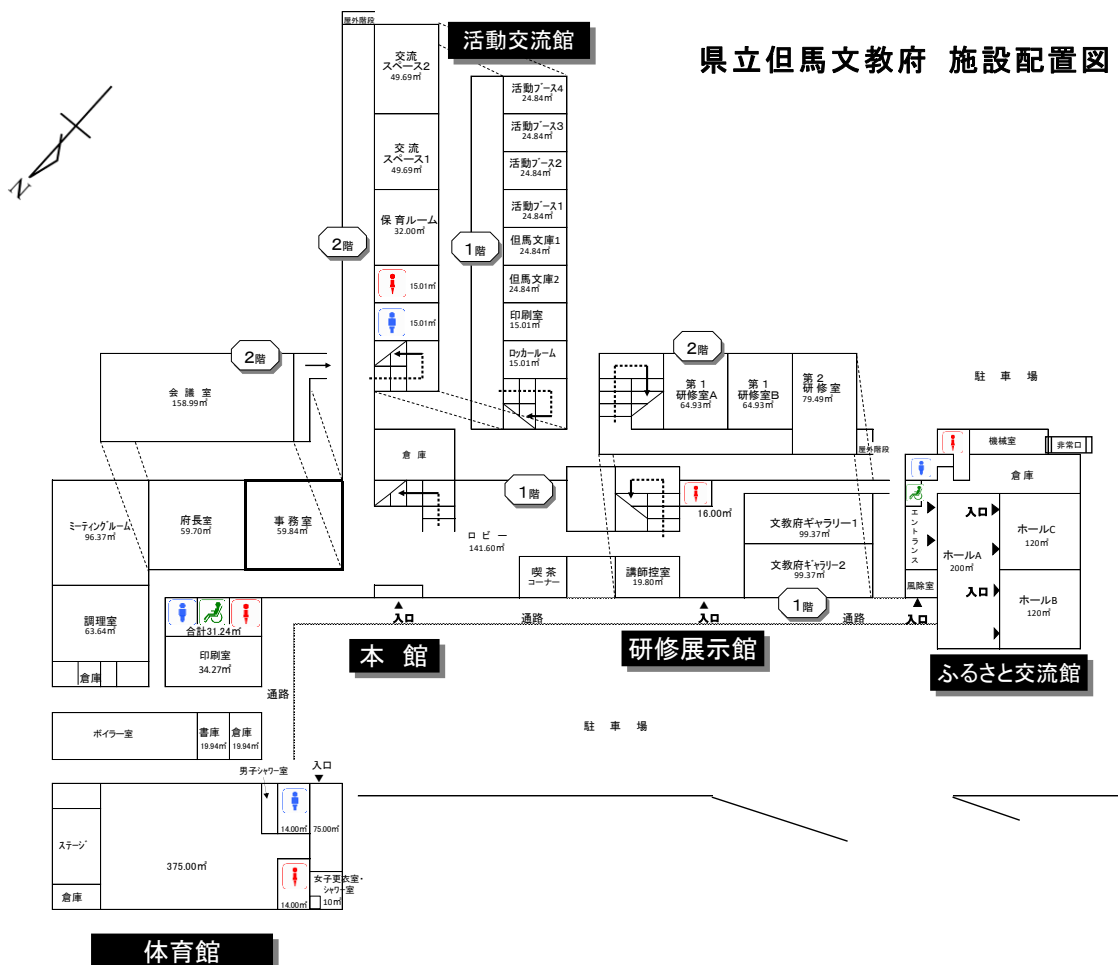 県立但馬文教府 施設配置図
活動交流館
屋外階段
交流
スペース2
49.69㎡
交流
スペース1
49.69㎡
保育ルーム
32.00㎡
15.01㎡
15.01㎡
2階
1階
活動ブース4
24.84㎡
活動ブース3
24.84㎡
活動ブース2
24.84㎡
活動ブース1
24.84㎡
但馬文庫1
24.84㎡
但馬文庫2
24.84㎡
印刷室
15.01㎡
ロッカールーム
15.01㎡
N
2階
会議室
158.99㎡
2階
第1
研修室A
64.93㎡
第1
研修室B
64.93㎡
第2
研修室
79.49㎡
屋外階段
駐車場
機械室
非常口
倉庫
エントランス
風除室
入口
入口
ホールA
200㎡
ホールC
120㎡
ホールB
120㎡
ミーティングルーム
96.37㎡
府長室
59.70㎡
事務室
59.84㎡
倉庫
1階
ロビー
141.60㎡
16.00㎡
文教府ギャラリー1
99.37㎡
文教府ギャラリー2
99.37㎡
喫茶
コーナー
講師控室
19.80㎡
1階
調理室
63.64㎡
倉庫
合計31.24㎡
印刷室
34.27㎡
入口
通路
入口
通路
入口
本館
研修展示館
ふるさと交流館
通路
駐車場
ボイラー室
書庫
19.94㎡
倉庫
19.94㎡
男子シャワー室
入口
14.00㎡
75.00㎡
ステージ
375.00㎡
倉庫
14.00㎡
女子更衣室・
シャワー室
10㎡
体育館